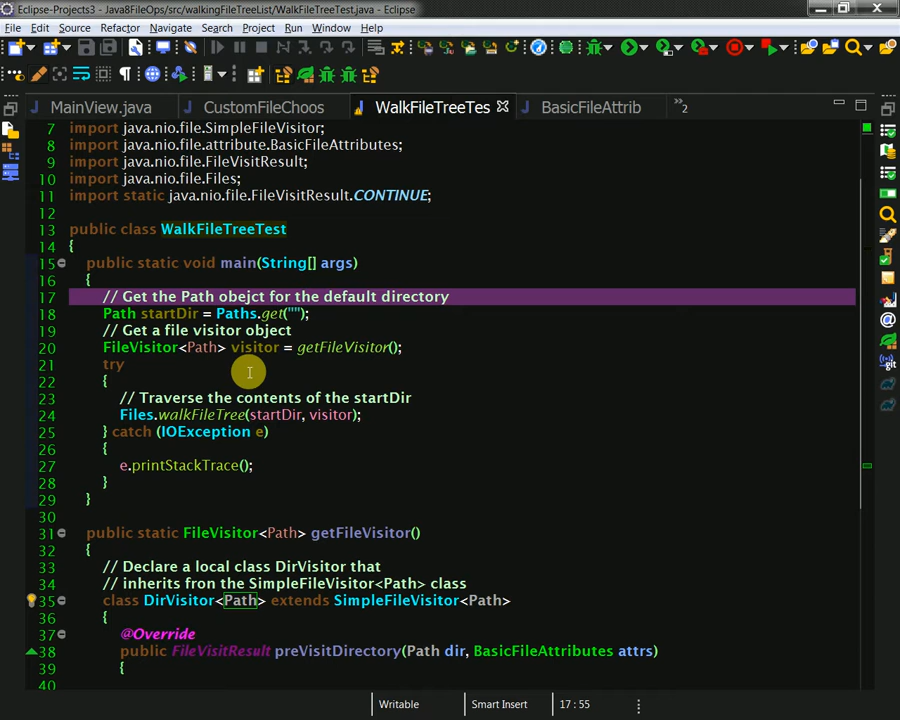 Eclipse-Projects3 - Java8FileOps/src/walkingFileTreeList/WalkFileTreeTest.java - Eclipse
File Edit Source Refactor Navigate Search Project Run Window Help
MainView.java CustomFileChoos WalkFileTreeTes BasicFileAttrib »2
7 import java.nio.file.SimpleFileVisitor;
8 import java.nio.file.attribute.BasicFileAttributes;
9 import java.nio.file.FileVisitResult;
10 import java.nio.file.Files;
11 import static java.nio.file.FileVisitResult.CONTINUE;
12
13 public class WalkFileTreeTest
14 {
15 public static void main(String[] args)
16 {
17 // Get the Path obejct for the default directory
18 Path startDir = Paths.get("");
19 // Get a file visitor object
20 FileVisitor<Path> visitor = getFileVisitor();
21 try
22 {
23 // Traverse the contents of the startDir
24 Files.walkFileTree(startDir, visitor);
25 } catch (IOException e)
26 {
27 e.printStackTrace();
28 }
29 }
30
31 public static FileVisitor<Path> getFileVisitor()
32 {
33 // Declare a local class DirVisitor that
34 // inherits fron the SimpleFileVisitor<Path> class
35 class DirVisitor<Path> extends SimpleFileVisitor<Path>
36 {
37 @Override
38 public FileVisitResult preVisitDirectory(Path dir, BasicFileAttributes attrs)
39 {
40
Writable Smart Insert 17 : 55